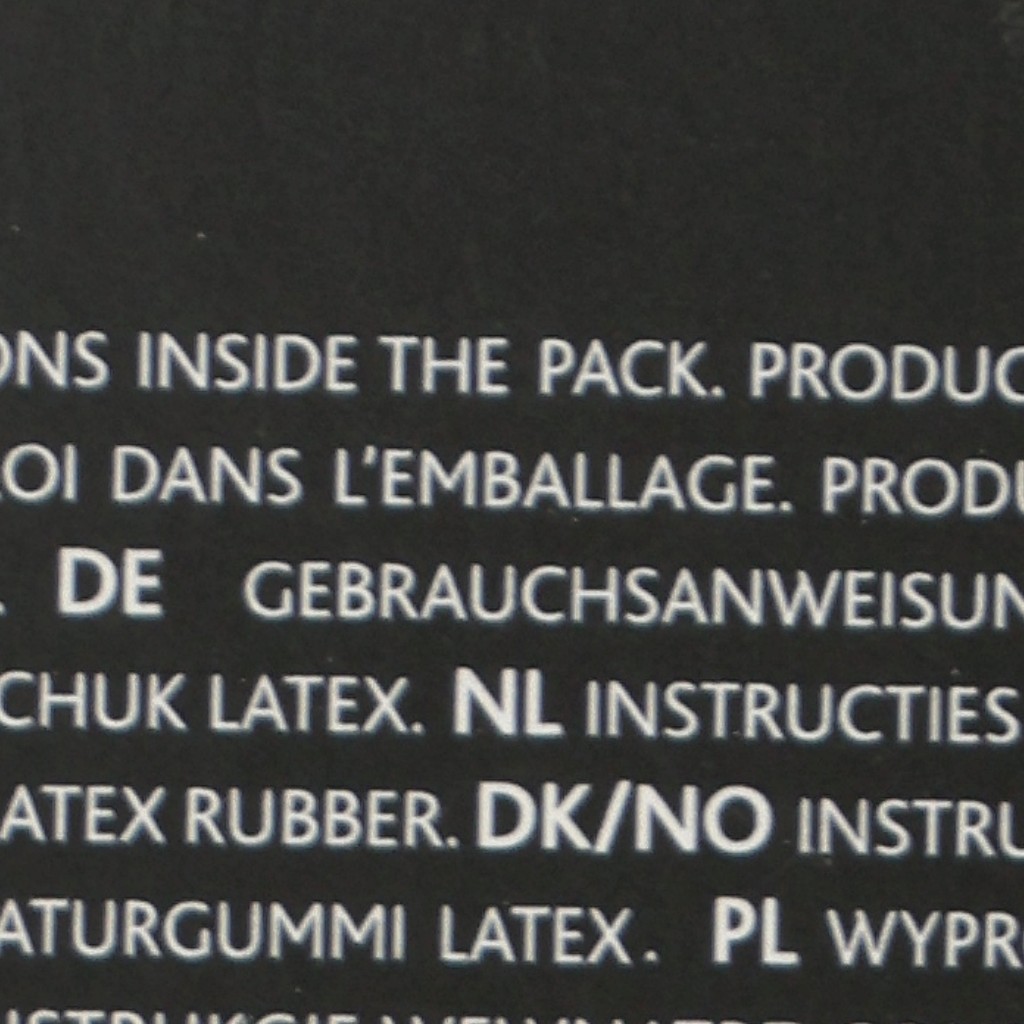 ONS INSIDE THE PACK. PRODUC
LOI DANS L'EMBALLAGE. PRODU
. DE GEBRAUCHSANWEISUN
CHUK LATEX. NL INSTRUCTIES
ATEX RUBBER. DK/NO INSTRU
ATURGUMMI LATEX. PL WYPR